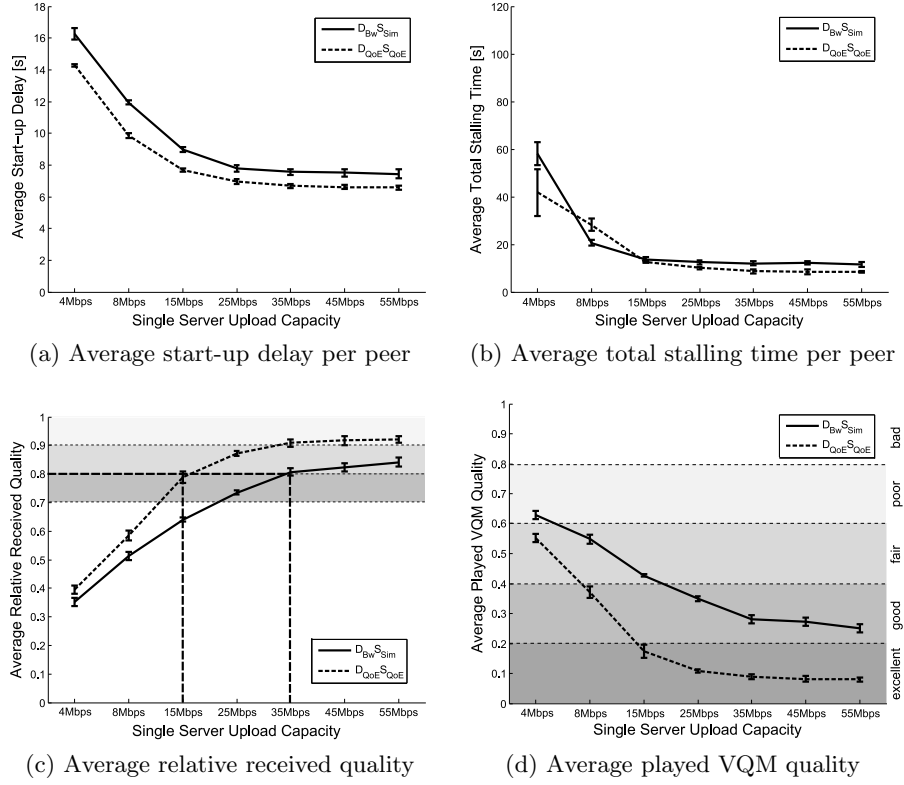 18
16
14
12
10
8
6
4
2
0
Average Start-up Delay [s]
D_BwS_Sim
D_QoES_QoE
4Mbps 8Mbps 15Mbps 25Mbps 35Mbps 45Mbps 55Mbps
Single Server Upload Capacity
(a) Average start-up delay per peer
120
100
80
60
40
20
0
Average Total Stalling Time [s]
D_BwS_Sim
D_QoES_QoE
4Mbps 8Mbps 15Mbps 25Mbps 35Mbps 45Mbps 55Mbps
Single Server Upload Capacity
(b) Average total stalling time per peer
1
0.9
0.8
0.7
0.6
0.5
0.4
0.3
0.2
0.1
0
Average Relative Received Quality
D_BwS_Sim
D_QoES_QoE
4Mbps 8Mbps 15Mbps 25Mbps 35Mbps 45Mbps 55Mbps
Single Server Upload Capacity
(c) Average relative received quality
1
0.9
0.8
0.7
0.6
0.5
0.4
0.3
0.2
0.1
0
Average Played VQM Quality
D_BwS_Sim
D_QoES_QoE
bad
poor
fair
good
excellent
4Mbps 8Mbps 15Mbps 25Mbps 35Mbps 45Mbps 55Mbps
Single Server Upload Capacity
(d) Average played VQM quality